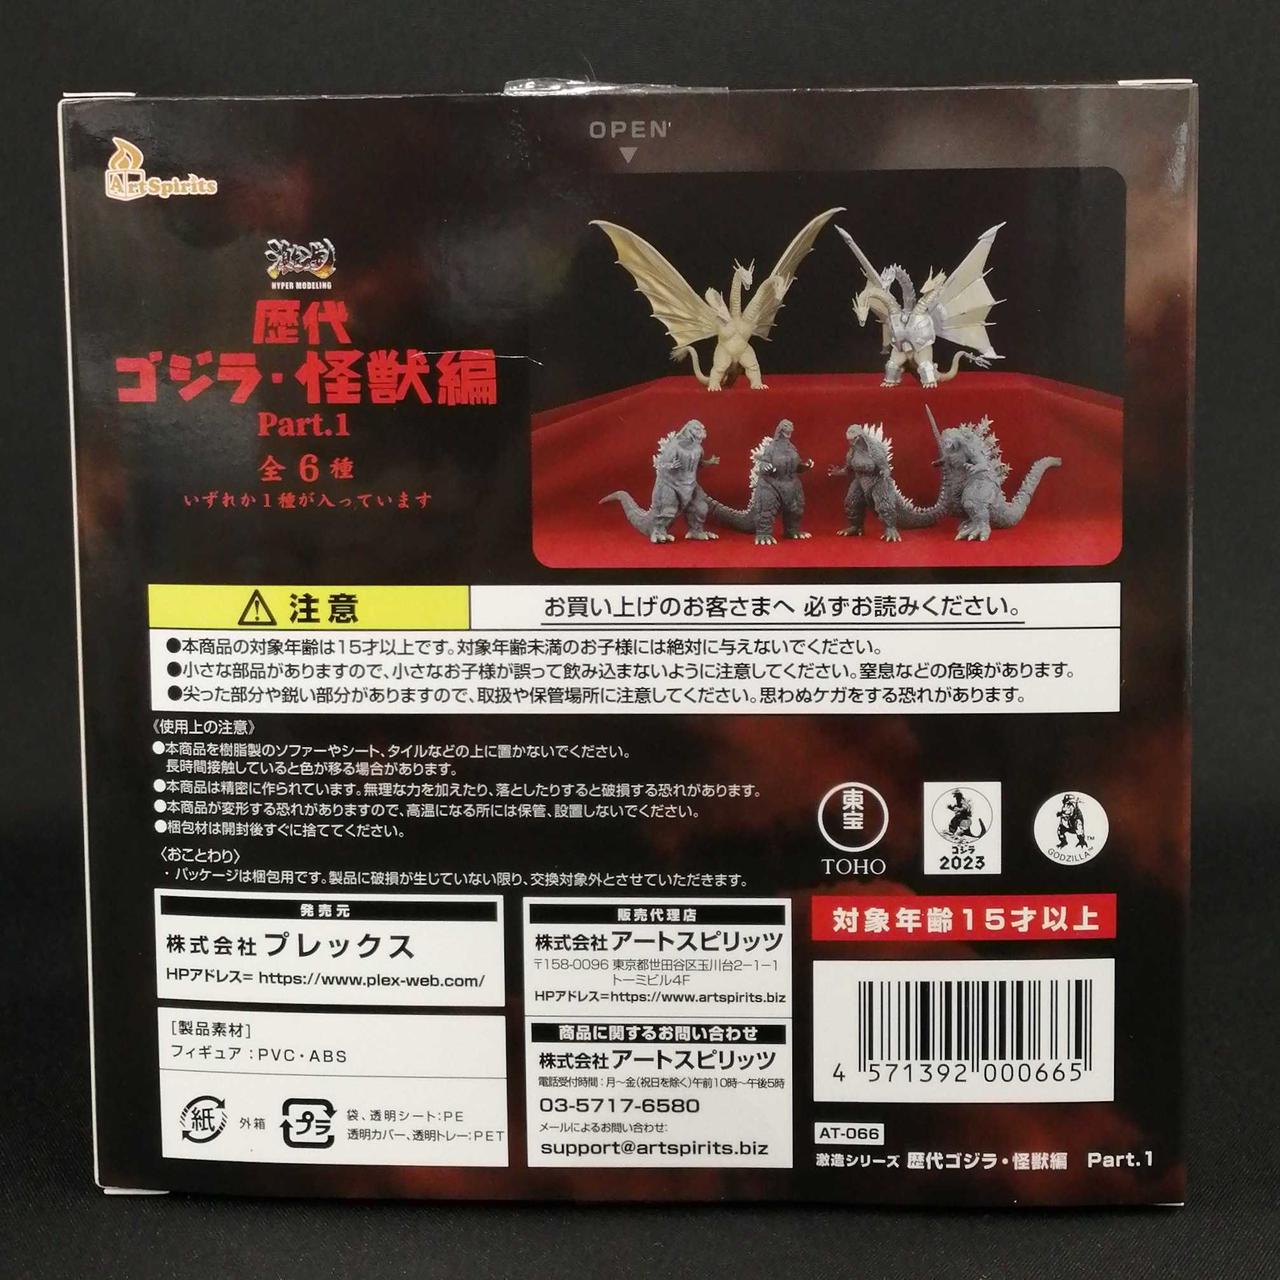 OPEN
ArtSpirits
激造
HYPER MODELING
歴代
ゴジラ・怪獣編
Part.1
全6種
いずれか1種が入っています
注意
お買い上げのお客さまへ 必ずお読みください。
●本商品の対象年齢は15才以上です。対象年齢未満のお子様には絶対に与えないでください。
●小さな部品がありますので、小さなお子様が誤って飲み込まないように注意してください。窒息などの危険があります。
●尖った部分や鋭い部分がありますので、取扱や保管場所に注意してください。思わぬケガをする恐れがあります。
《使用上の注意》
●本商品を樹脂製のソファーやシート、タイルなどの上に置かないでください。
長時間接触していると色が移る場合があります。
●本商品は精密に作られています。無理な力を加えたり、落としたりすると破損する恐れがあります。
●本商品が変形する恐れがありますので、高温になる所には保管、設置しないでください。
●梱包材は開封後すぐに捨ててください。
〈おことわり〉
・パッケージは梱包用です。製品に破損が生じていない限り、交換対象外とさせていただきます。
東宝
TOHO
ゴジラ
2023
GODZILLA™
発売元
株式会社プレックス
HPアドレス= https://www.plex-web.com/
[製品素材]
フィギュア:PVC・ABS
紙
外箱
プラ
袋、透明シート:PE
透明カバー、透明トレー:PET
販売代理店
株式会社アートスピリッツ
〒158-0096 東京都世田谷区玉川台2-1-1
トーミビル4F
HPアドレス=https://www.artspirits.biz
商品に関するお問い合わせ
株式会社アートスピリッツ
電話受付時間:月〜金(祝日を除く)午前10時〜午後5時
03-5717-6580
メールによるお問い合わせ:
support@artspirits.biz
対象年齢15才以上
4 571392 000665
AT-066
激造シリーズ 歴代ゴジラ・怪獣編 Part.1